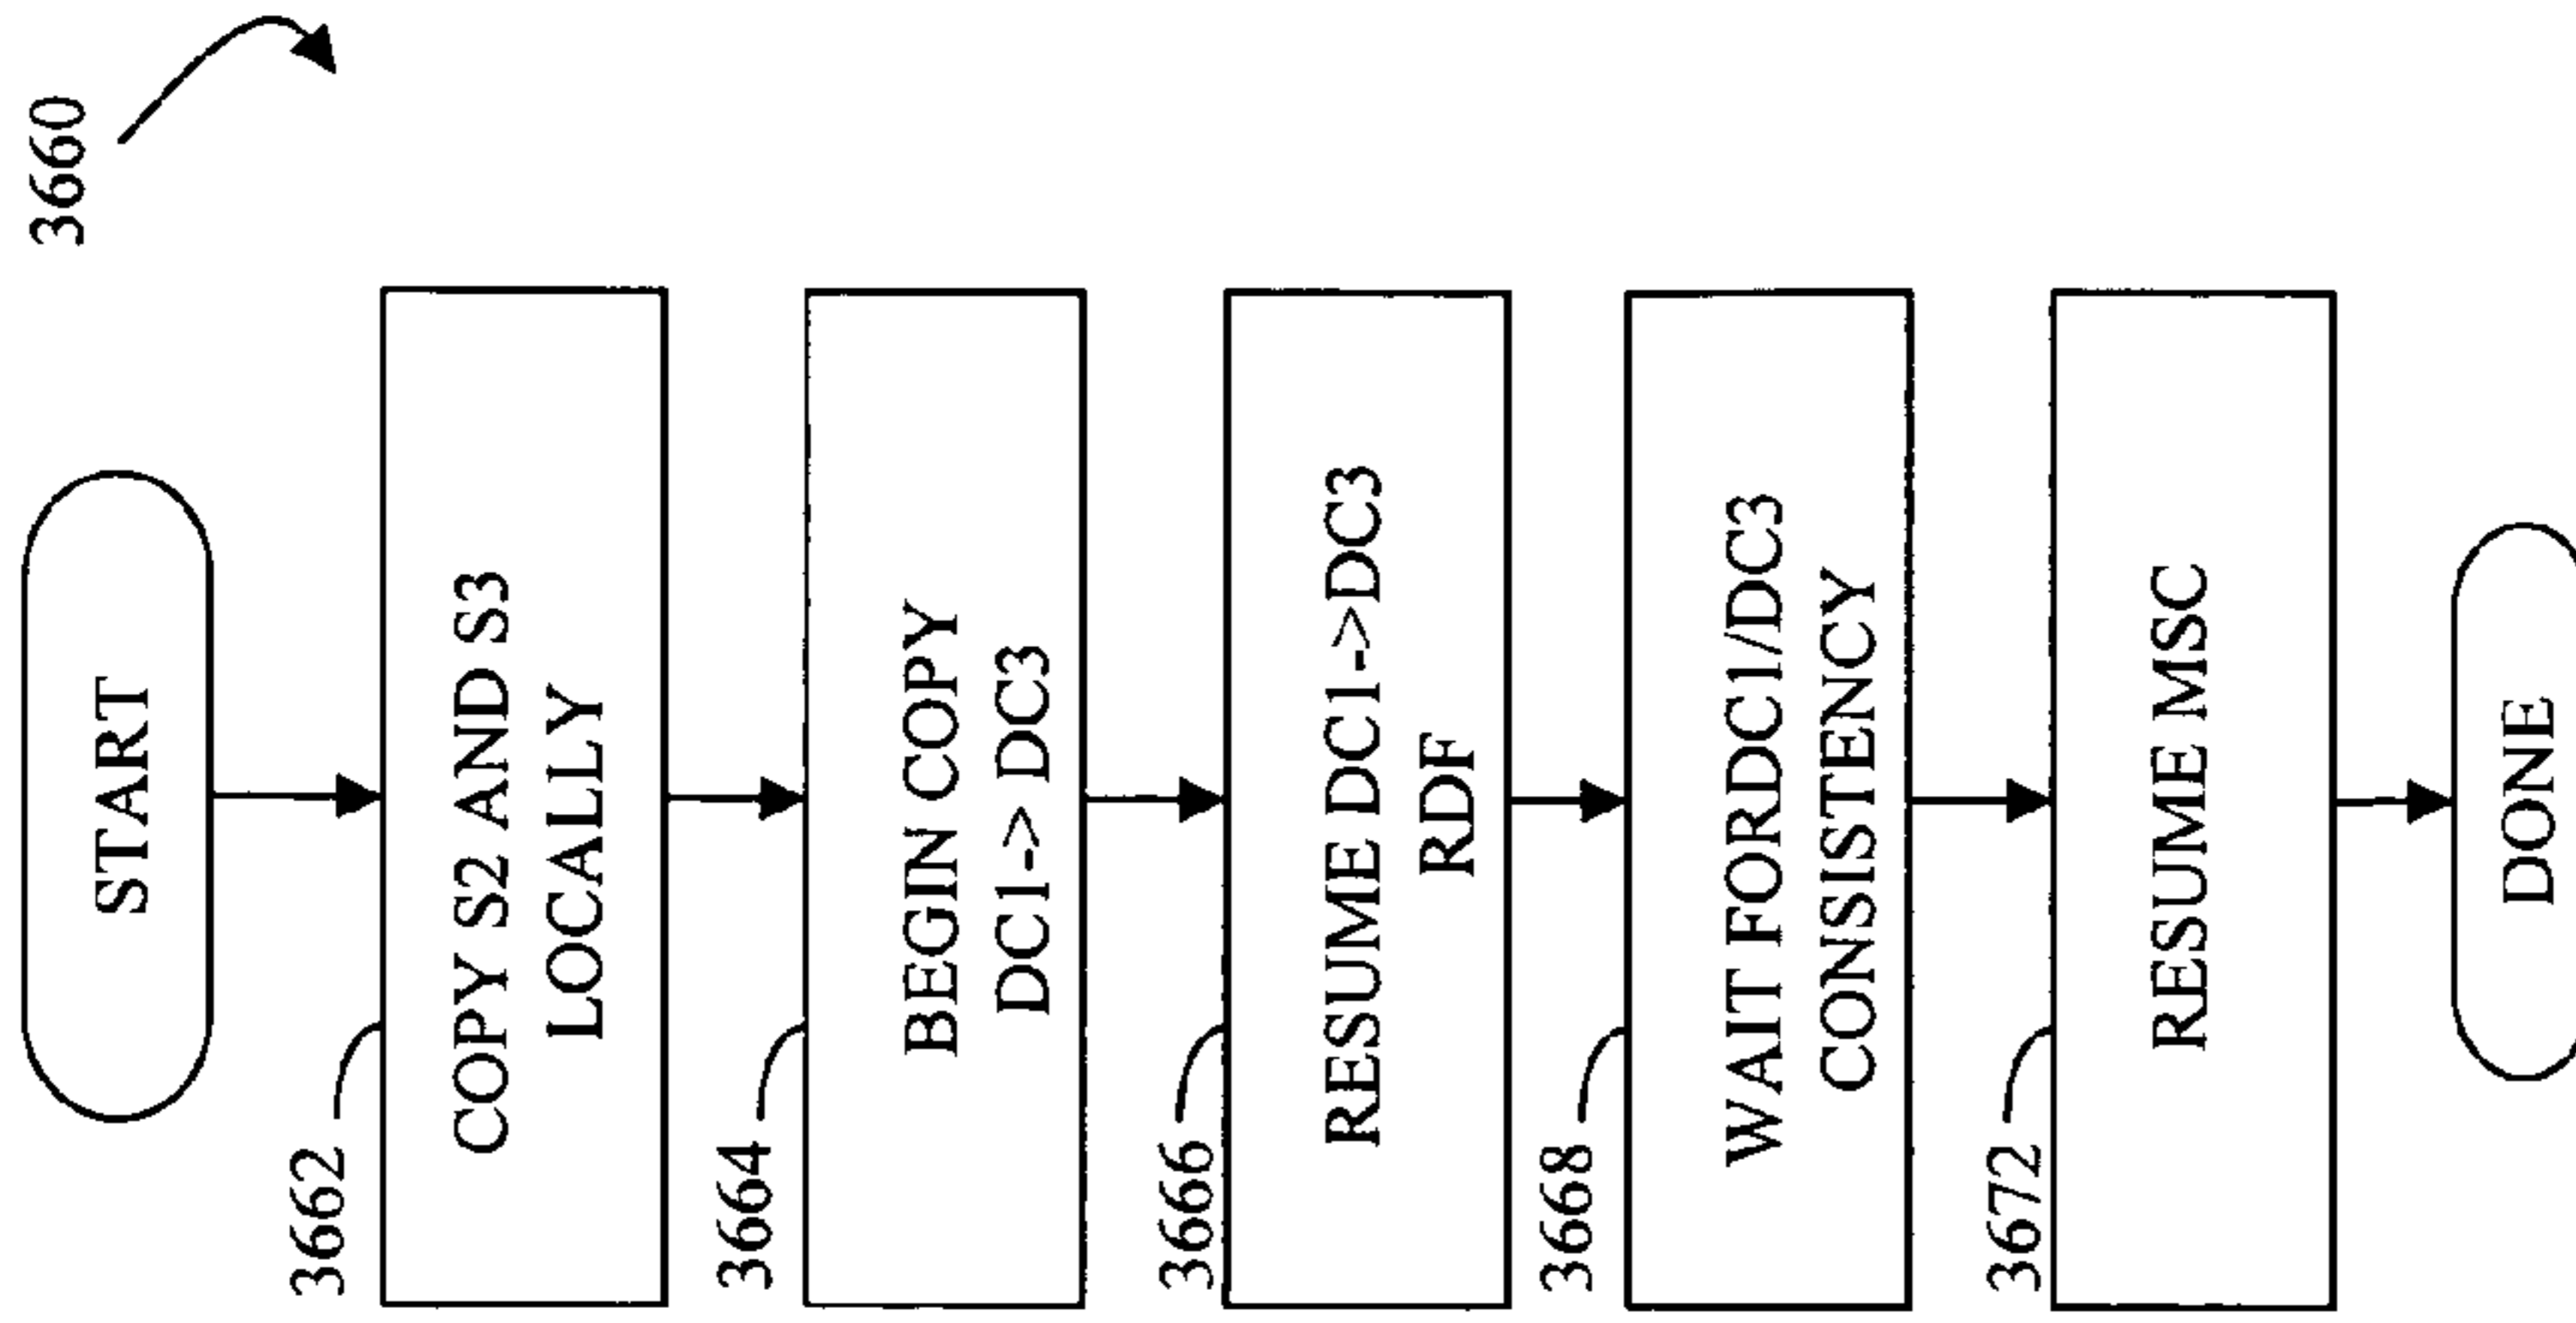 3660
START
3662
COPY S2 AND S3
LOCALLY
3664
BEGIN COPY
DC1-> DC3
3666
RESUME DC1->DC3
RDF
3668
WAIT FORDC1/DC3
CONSISTENCY
3672
RESUME MSC
DONE